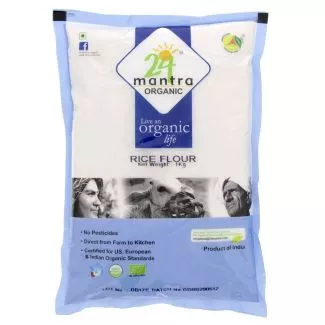 24
mantra
ORGANIC
Live an
organic
life
RICE FLOUR
Net Weight : 1Kg
• No Pesticides
• Direct from Farm to Kitchen
• Certified for US, European
& Indian Organic Standards
Product of India